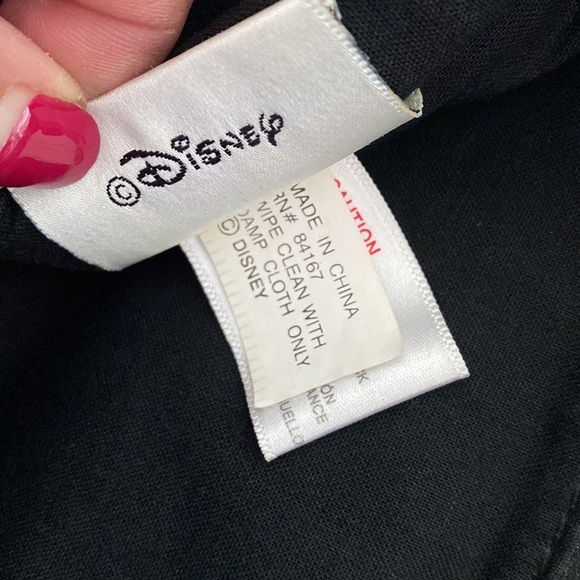 © Disney
MADE IN CHINA
RN# 84167
WIPE CLEAN WITH
DAMP CLOTH ONLY
© DISNEY
CAUTION